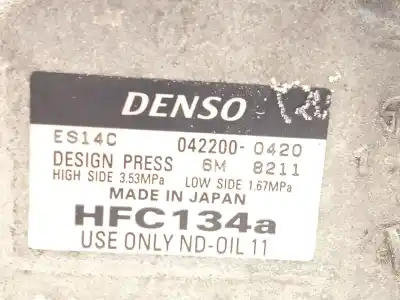 DENSO
ES14C 042200-0420
DESIGN PRESS 6M 8211
HIGH SIDE 3.53MPa LOW SIDE 1.67MPa
MADE IN JAPAN
HFC134a
USE ONLY ND-OIL 11